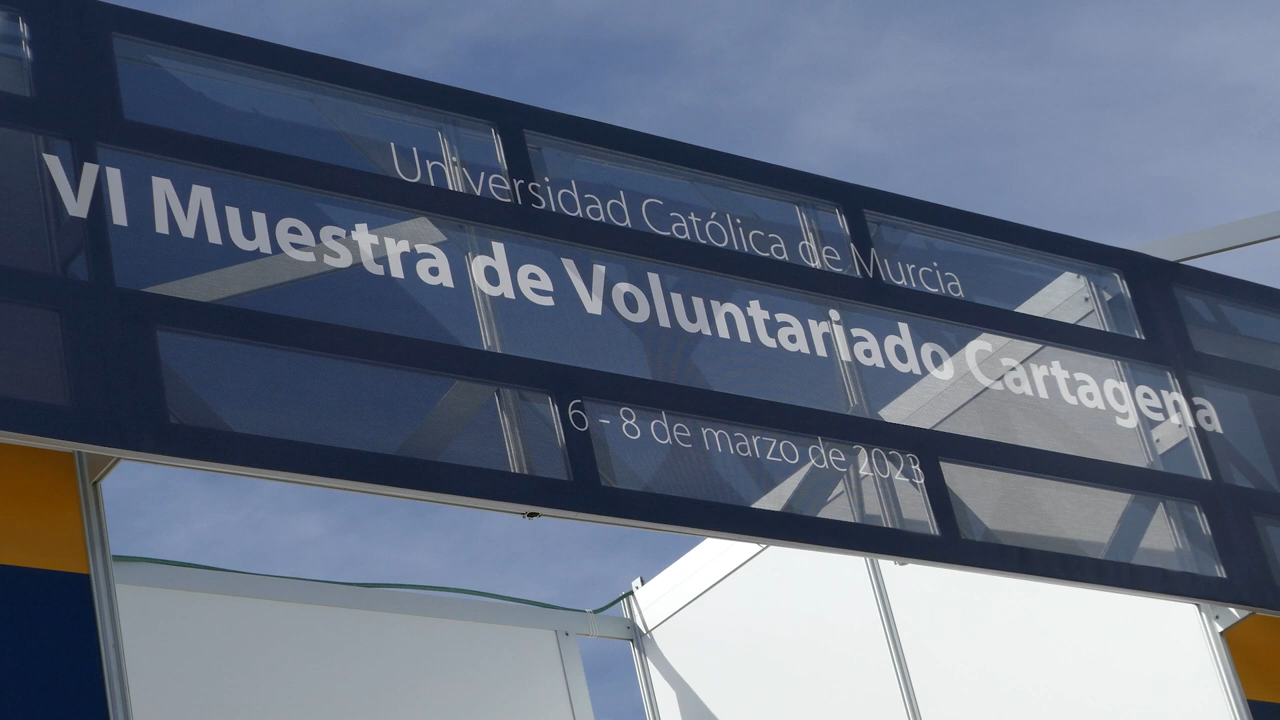 Universidad Católica de Murcia
VI Muestra de Voluntariado Cartagena
6 - 8 de marzo de 2023